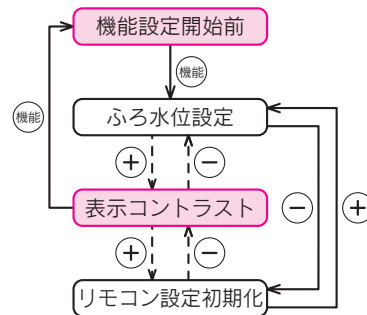 機能設定開始前
機能
機能
ふろ水位設定
+
−
表示コントラスト
−
+
+
−
リモコン設定初期化